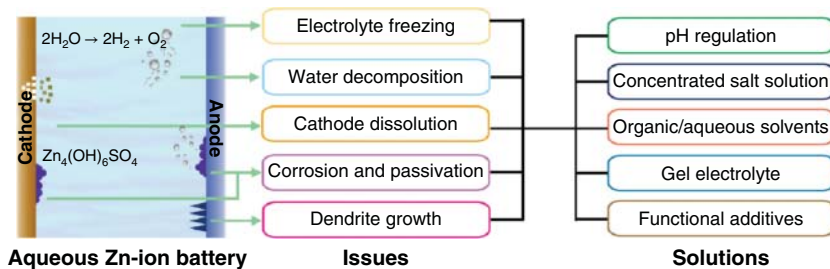 2H₂O → 2H₂ + O₂
Cathode
Anode
Zn₄(OH)₆SO₄
Aqueous Zn-ion battery
Electrolyte freezing
Water decomposition
Cathode dissolution
Corrosion and passivation
Dendrite growth
Issues
pH regulation
Concentrated salt solution
Organic/aqueous solvents
Gel electrolyte
Functional additives
Solutions